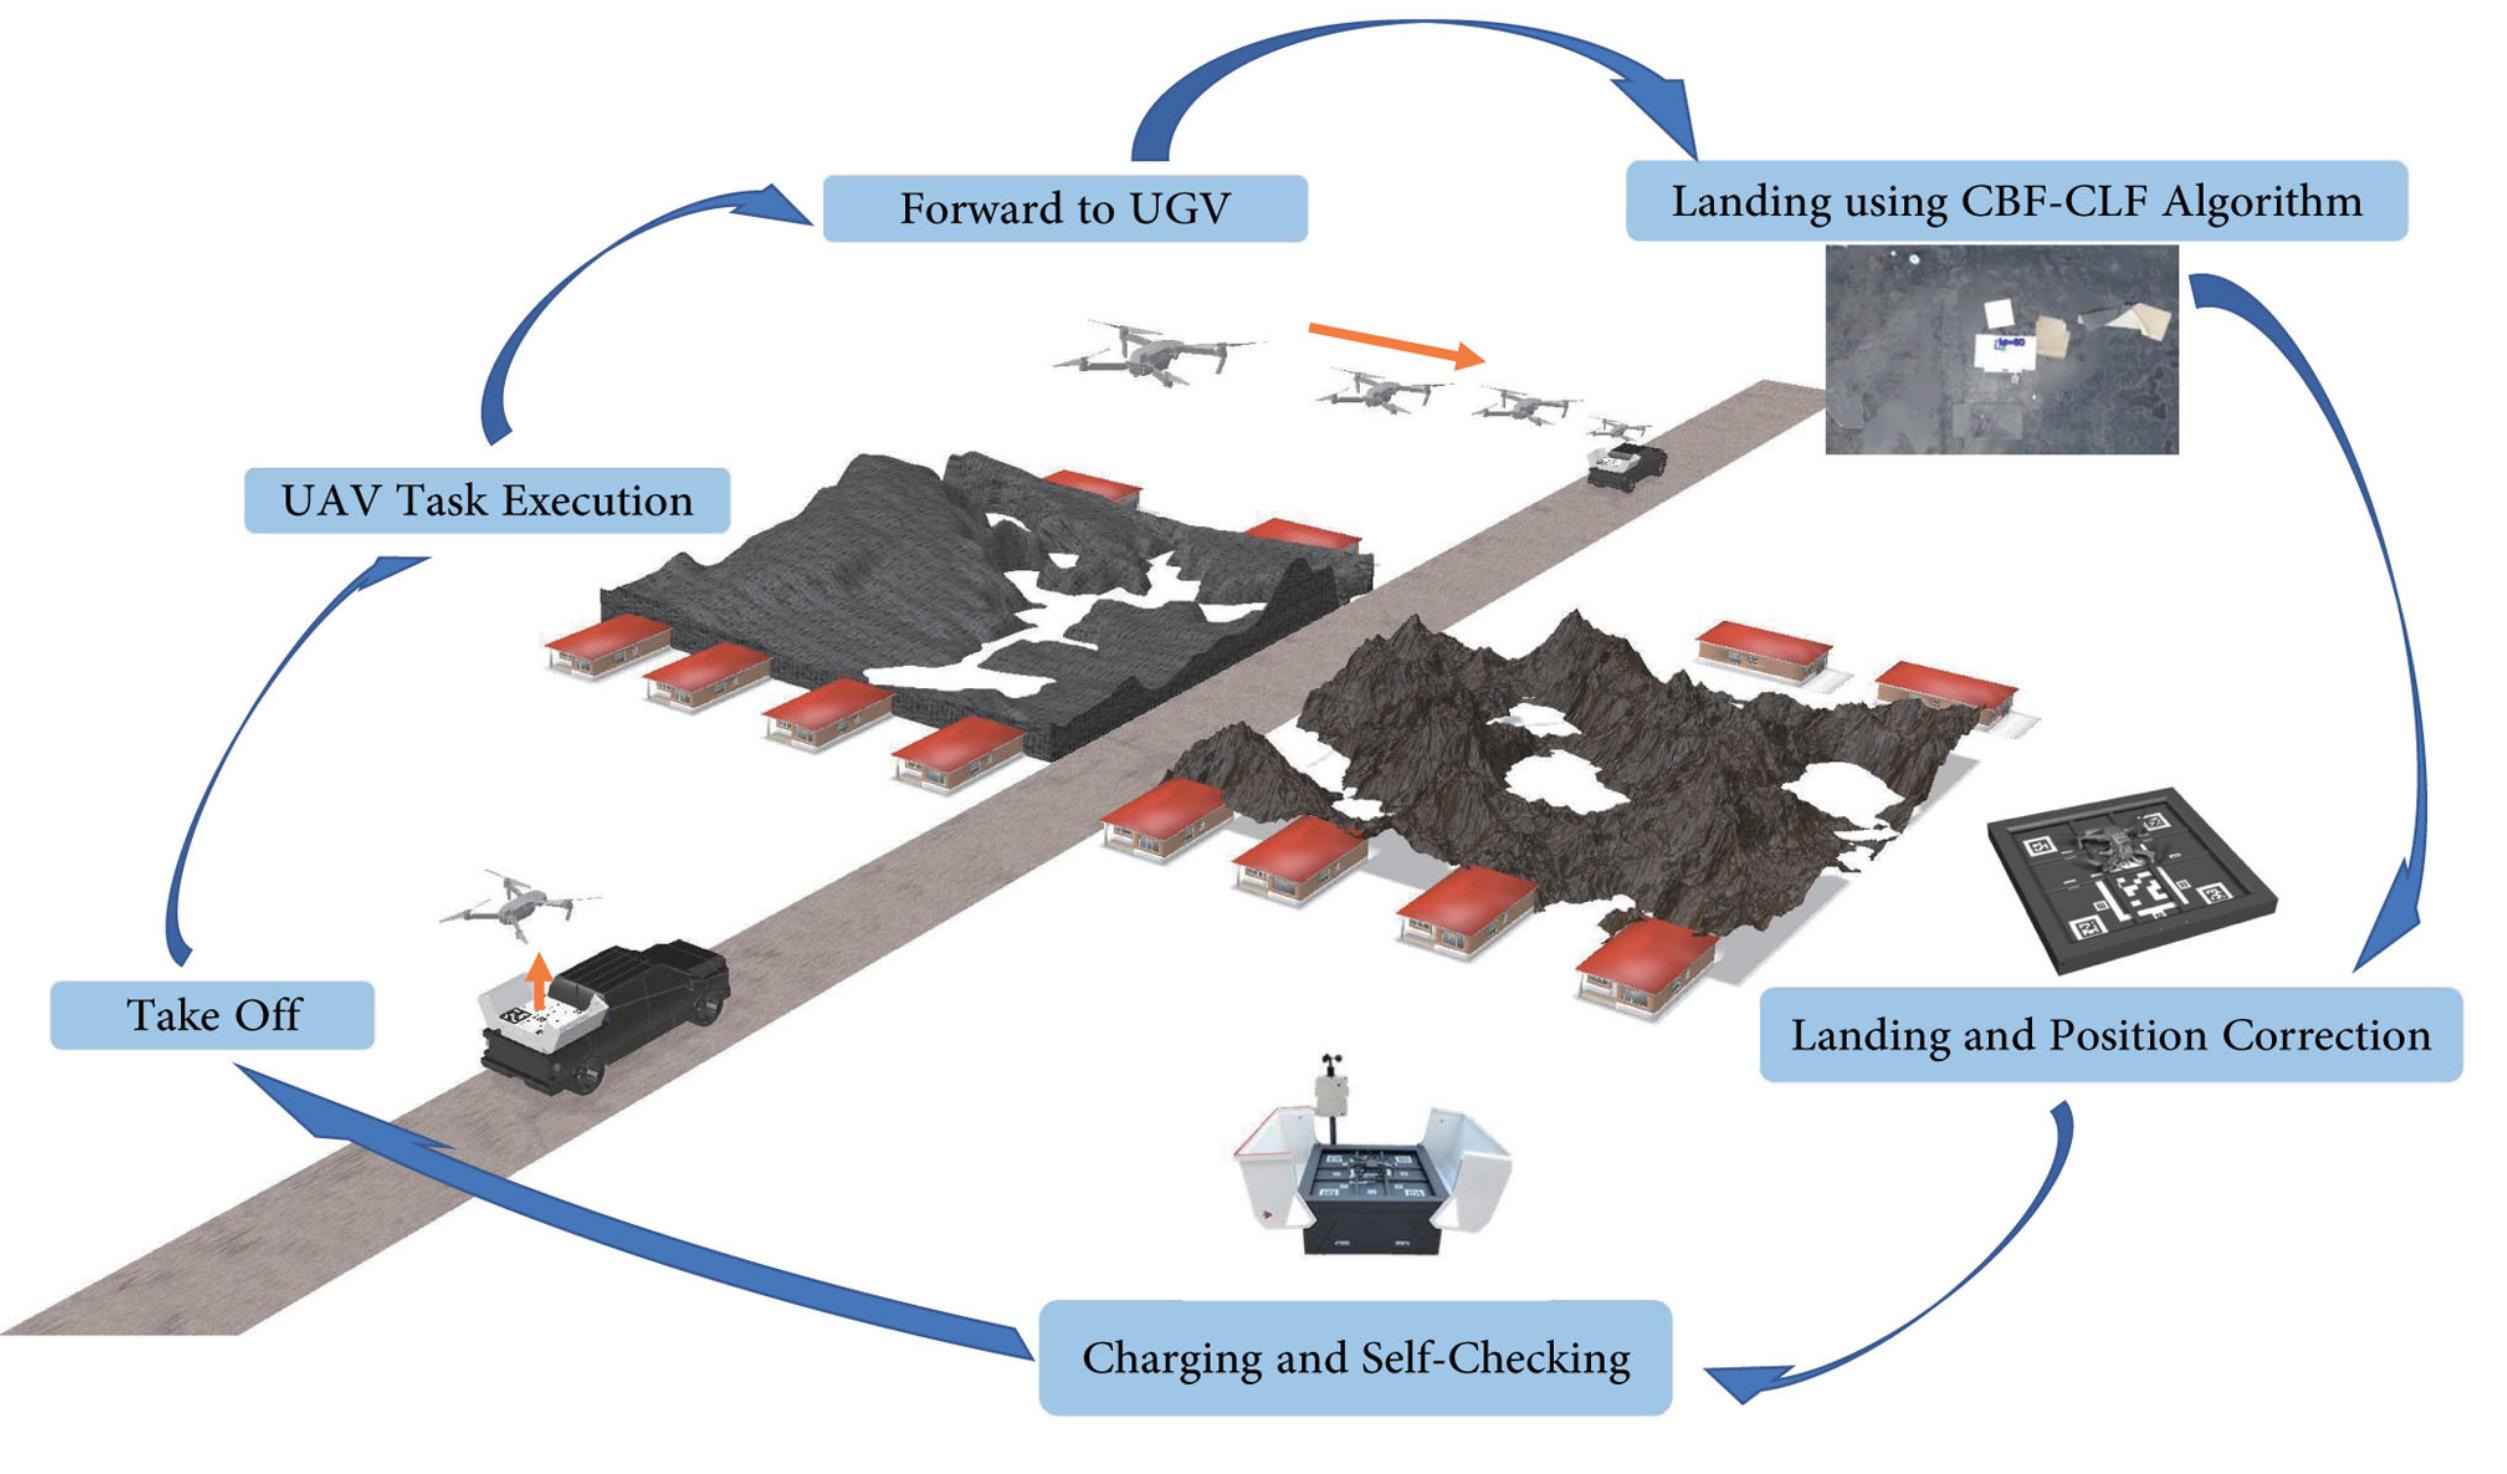 Forward to UGV
Landing using CBF-CLF Algorithm
UAV Task Execution
Take Off
Landing and Position Correction
Charging and Self-Checking